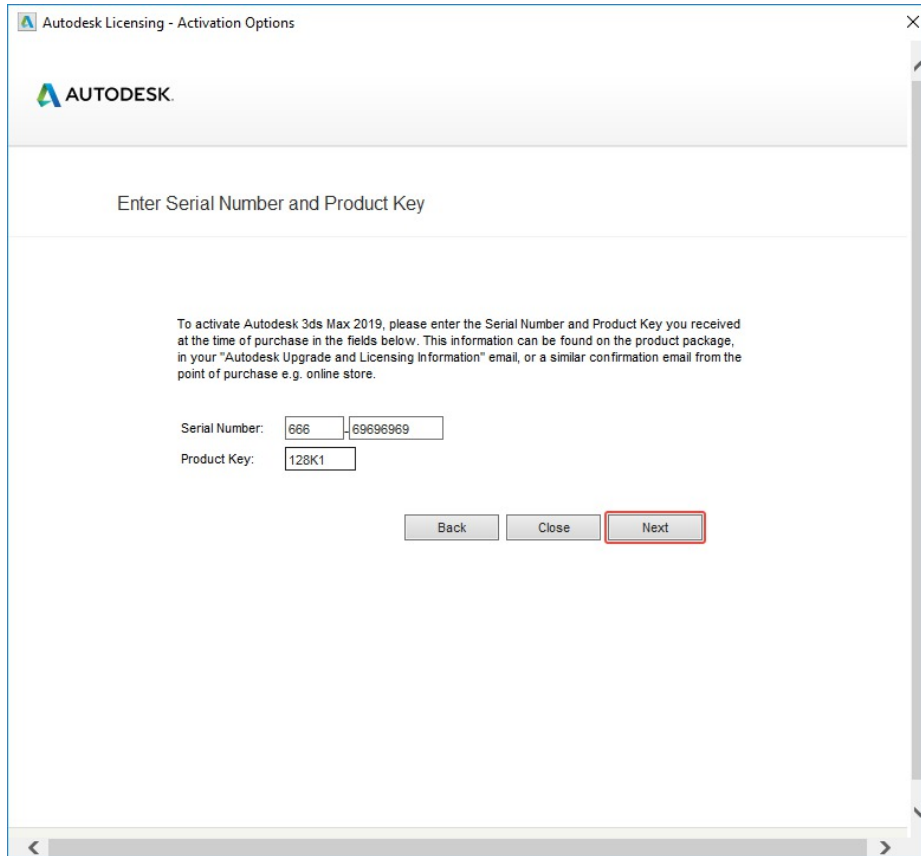 Autodesk Licensing - Activation Options
AUTODESK.
Enter Serial Number and Product Key
To activate Autodesk 3ds Max 2019, please enter the Serial Number and Product Key you received
at the time of purchase in the fields below. This information can be found on the product package,
in your "Autodesk Upgrade and Licensing Information" email, or a similar confirmation email from the
point of purchase e.g. online store.
Serial Number: 666 - 69696969
Product Key: 128K1
Back Close Next